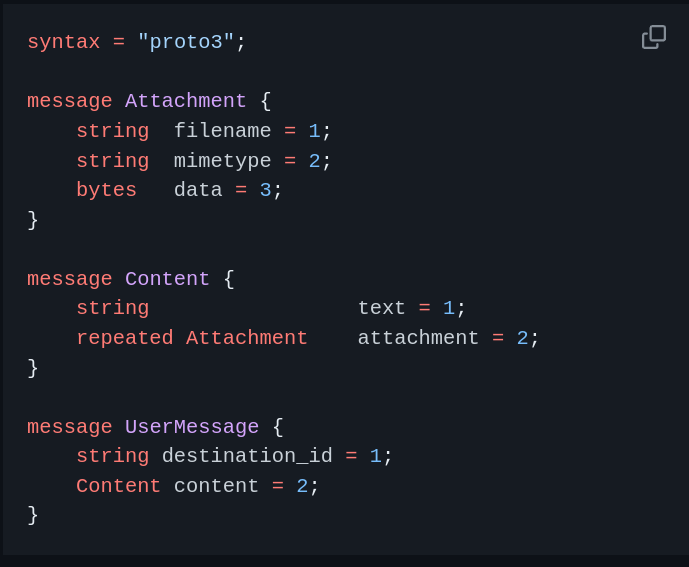 syntax = "proto3";

message Attachment {
    string  filename = 1;
    string  mimetype = 2;
    bytes   data = 3;
}

message Content {
    string                 text = 1;
    repeated Attachment    attachment = 2;
}

message UserMessage {
    string destination_id = 1;
    Content content = 2;
}